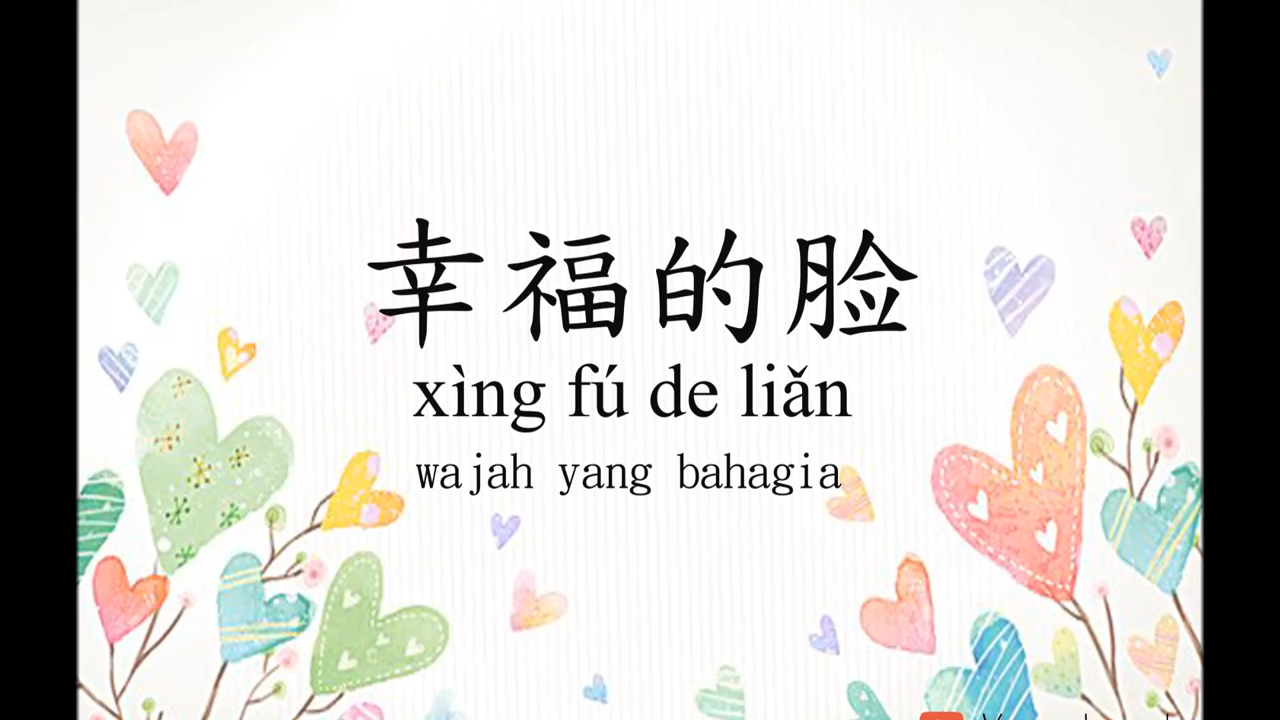 幸福的脸
xìng fú de liǎn
wajah yang bahagia